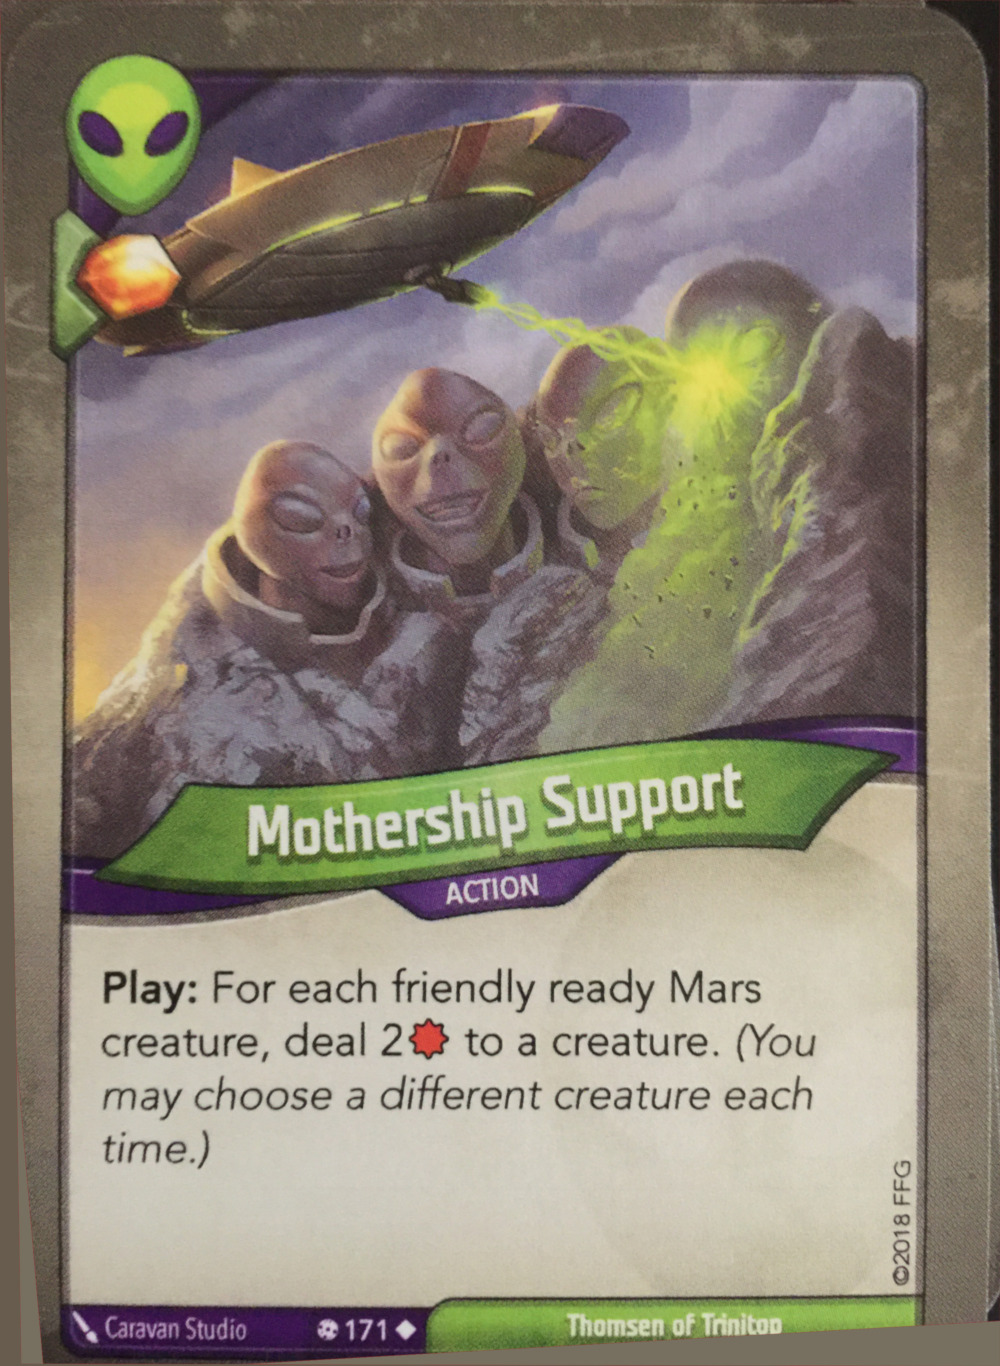 Mothership Support
ACTION
Play: For each friendly ready Mars
creature, deal 2 to a creature. (You
may choose a different creature each
time.)
©2018 FFG
Caravan Studio
171
Thomsen of Trinitop